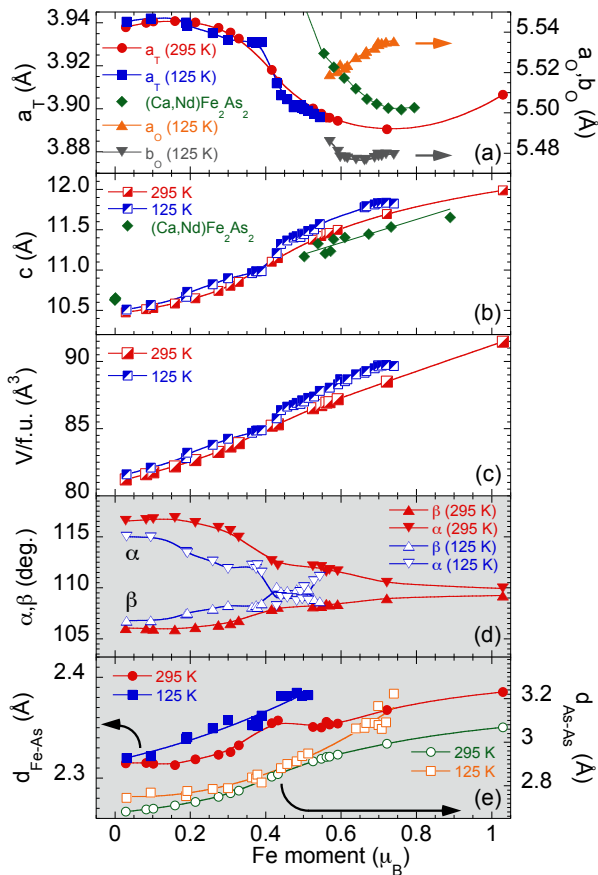 3.94
3.92
3.90
3.88
a_T (Å)
a_T (295 K)
a_T (125 K)
(Ca,Nd)Fe_2As_2
a_O (125 K)
b_O (125 K)
5.54
5.52
5.50
5.48
a_O,b_O (Å)
(a)
12.0
11.5
11.0
10.5
c (Å)
295 K
125 K
(Ca,Nd)Fe_2As_2
(b)
90
85
80
V/f.u. (Å^3)
295 K
125 K
(c)
115
110
105
α,β (deg.)
α
β
β (295 K)
α (295 K)
β (125 K)
α (125 K)
(d)
2.4
2.3
d_Fe-As (Å)
295 K
125 K
3.2
3
2.8
d_As-As (Å)
295 K
125 K
(e)
0 0.2 0.4 0.6 0.8 1
Fe moment (μ_B)